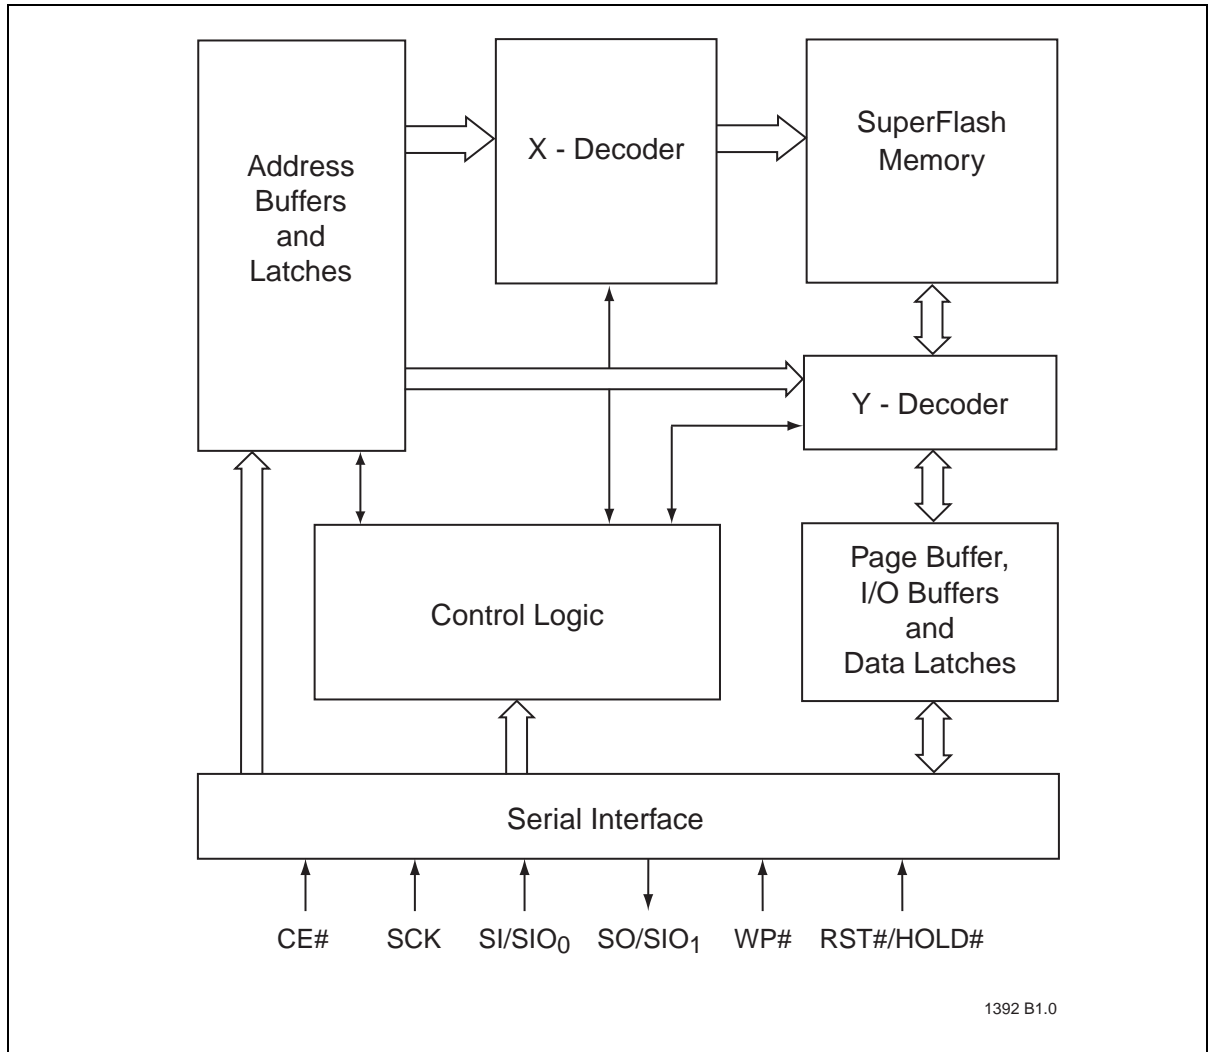 Address
Buffers
and
Latches
X - Decoder
SuperFlash
Memory
Y - Decoder
Control Logic
Page Buffer,
I/O Buffers
and
Data Latches
Serial Interface
CE# SCK SI/SIO0 SO/SIO1 WP# RST#/HOLD#
1392 B1.0